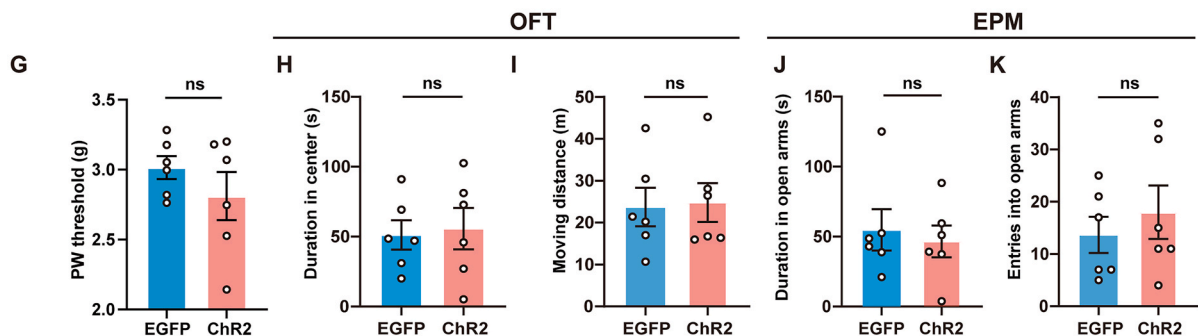 OFT
EPM
G
H
I
J
K
ns
ns
ns
ns
ns
PW threshold (g)
3.5
3.0
2.5
2.0
EGFP
ChR2
Duration in center (s)
150
100
50
0
EGFP
ChR2
Moving distance (m)
50
40
30
20
10
0
EGFP
ChR2
Duration in open arms (s)
150
100
50
0
EGFP
ChR2
Entries into open arms
40
30
20
10
0
EGFP
ChR2